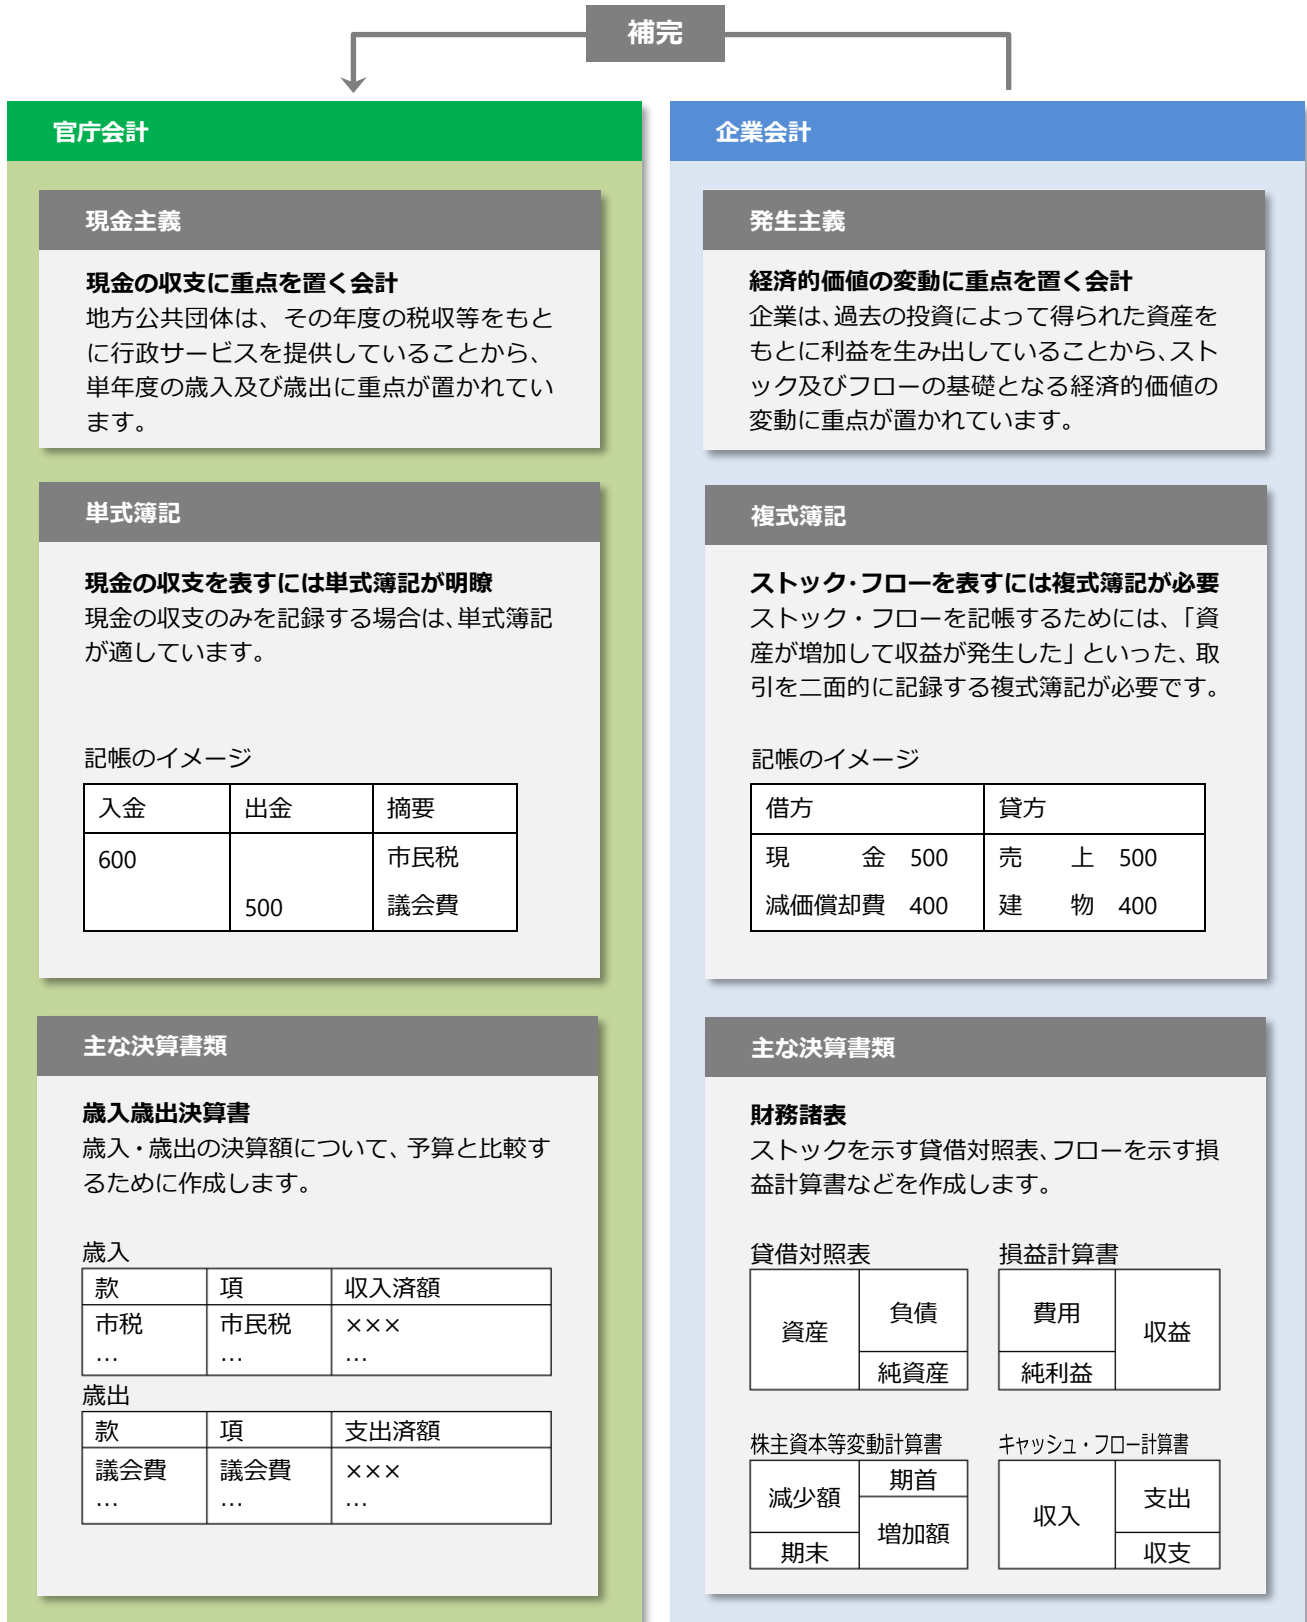 補完
官庁会計
現金主義
現金の収支に重点を置く会計
地方公共団体は、その年度の税収等をもと
に行政サービスを提供していることから、
単年度の歳入及び歳出に重点が置かれてい
ます。
単式簿記
現金の収支を表すには単式簿記が明瞭
現金の収支のみを記録する場合は、単式簿記
が適しています。
記帳のイメージ
入金 出金 摘要
600 市民税
500 議会費
主な決算書類
歳入歳出決算書
歳入・歳出の決算額について、予算と比較す
るために作成します。
歳入
款 項 収入済額
市税 市民税 ×××
… … …
歳出
款 項 支出済額
議会費 議会費 ×××
… … …
企業会計
発生主義
経済的価値の変動に重点を置く会計
企業は、過去の投資によって得られた資産を
もとに利益を生み出していることから、スト
ック及びフローの基礎となる経済的価値の
変動に重点が置かれています。
複式簿記
ストック・フローを表すには複式簿記が必要
ストック・フローを記帳するためには、「資
産が増加して収益が発生した」といった、取
引を二面的に記録する複式簿記が必要です。
記帳のイメージ
借方 貸方
現 金 500 売 上 500
減価償却費 400 建 物 400
主な決算書類
財務諸表
ストックを示す貸借対照表、フローを示す損
益計算書などを作成します。
貸借対照表
資産
負債
純資産
損益計算書
費用
純利益
収益
株主資本等変動計算書
減少額
期末
期首
増加額
キャッシュ・フロー計算書
収入
支出
収支